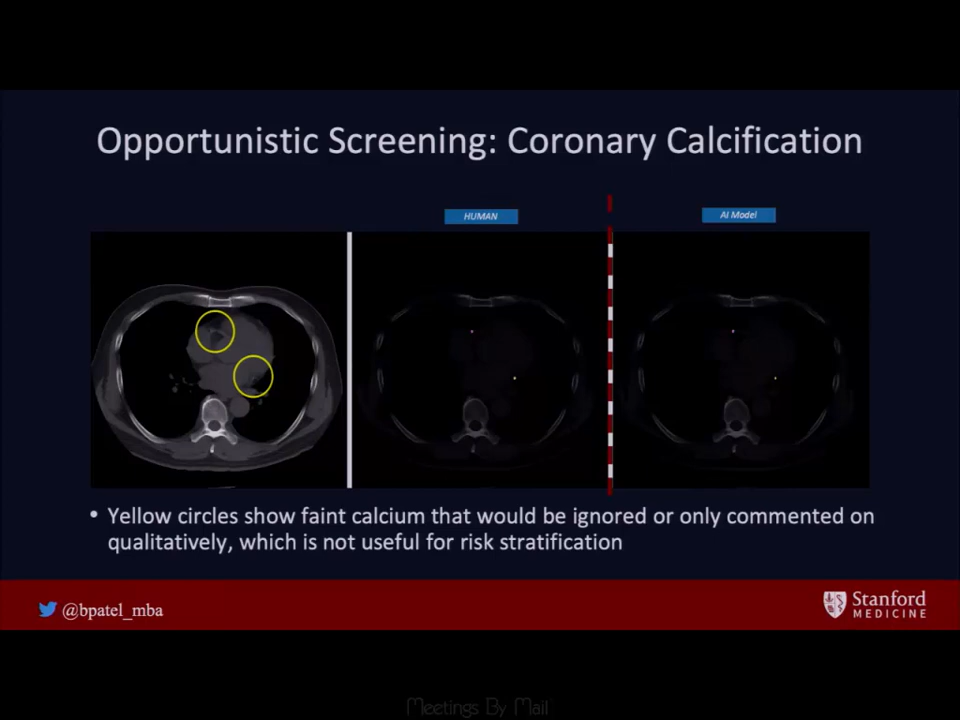 Opportunistic Screening: Coronary Calcification
HUMAN
AI Model
• Yellow circles show faint calcium that would be ignored or only commented on
qualitatively, which is not useful for risk stratification
@bpatel_mba
Stanford
MEDICINE
Meetings By Mail